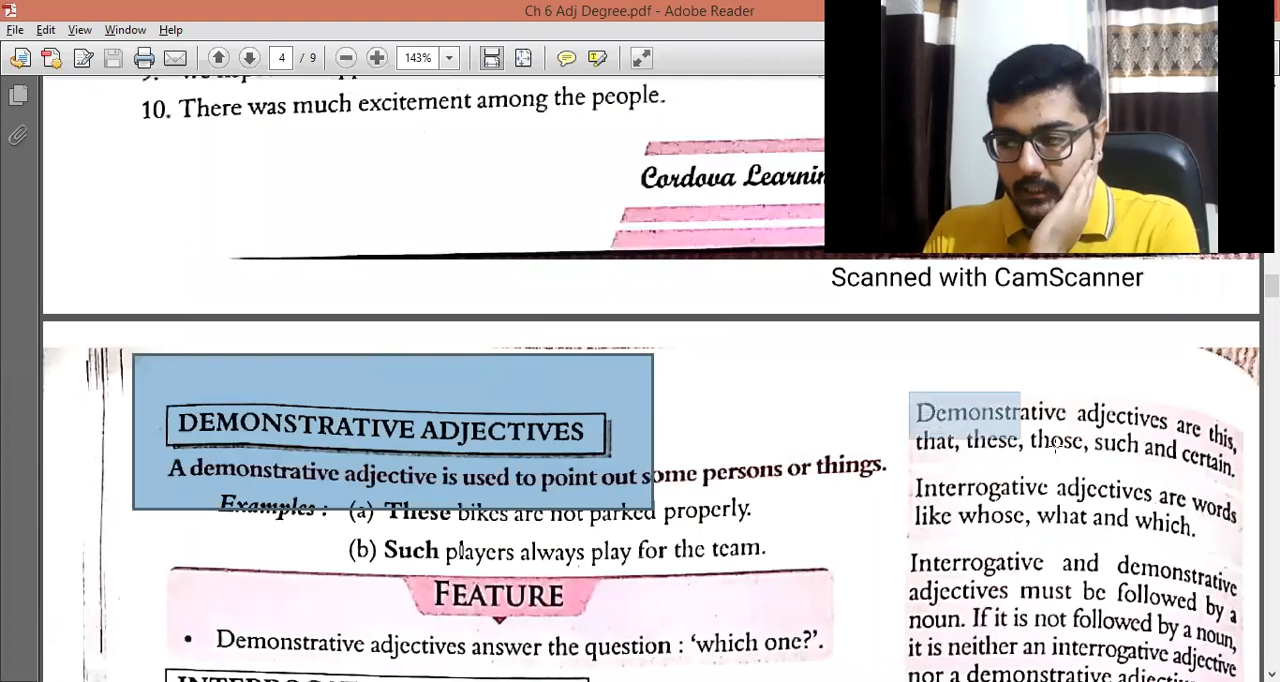 Ch 6 Adj Degree.pdf - Adobe Reader
File Edit View Window Help
4 / 9 143%
10. There was much excitement among the people.
Cordova Learnin
Scanned with CamScanner
DEMONSTRATIVE ADJECTIVES
A demonstrative adjective is used to point out some persons or things.
Examples : (a) These bikes are not parked properly.
(b) Such players always play for the team.
FEATURE
• Demonstrative adjectives answer the question : 'which one?'.
Demonstrative adjectives are this,
that, these, those, such and certain.
Interrogative adjectives are words
like whose, what and which.
Interrogative and demonstrative
adjectives must be followed by a
noun. If it is not followed by a noun,
it is neither an interrogative adjective
nor a demonstrative